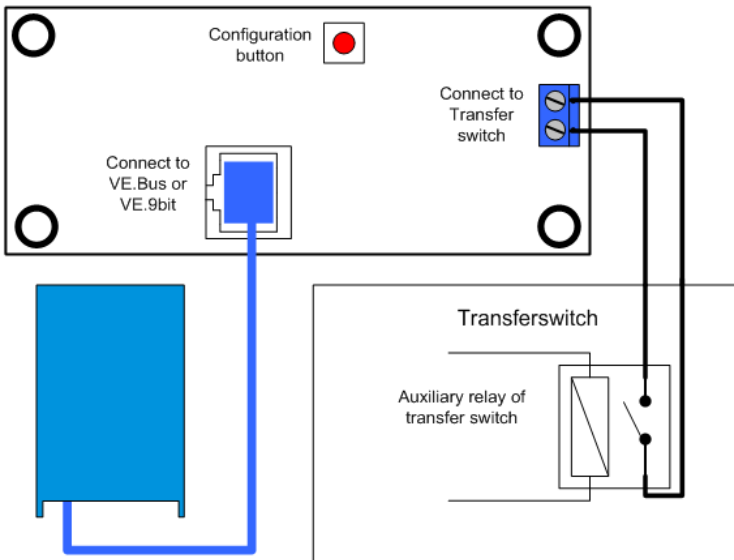 Configuration
button
Connect to
Transfer
switch
Connect to
VE.Bus or
VE.9bit
Transferswitch
Auxiliary relay of
transfer switch